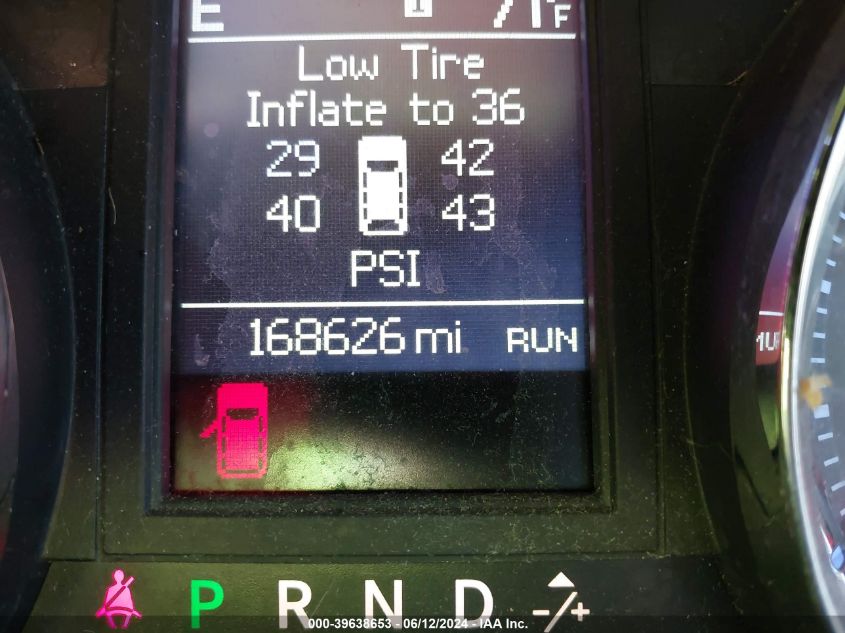 E 71°F
Low Tire
Inflate to 36
29 42
40 43
PSI
168626 mi RUN
P R N D -/+
000-39638653 - 06/12/2024 - IAA Inc.